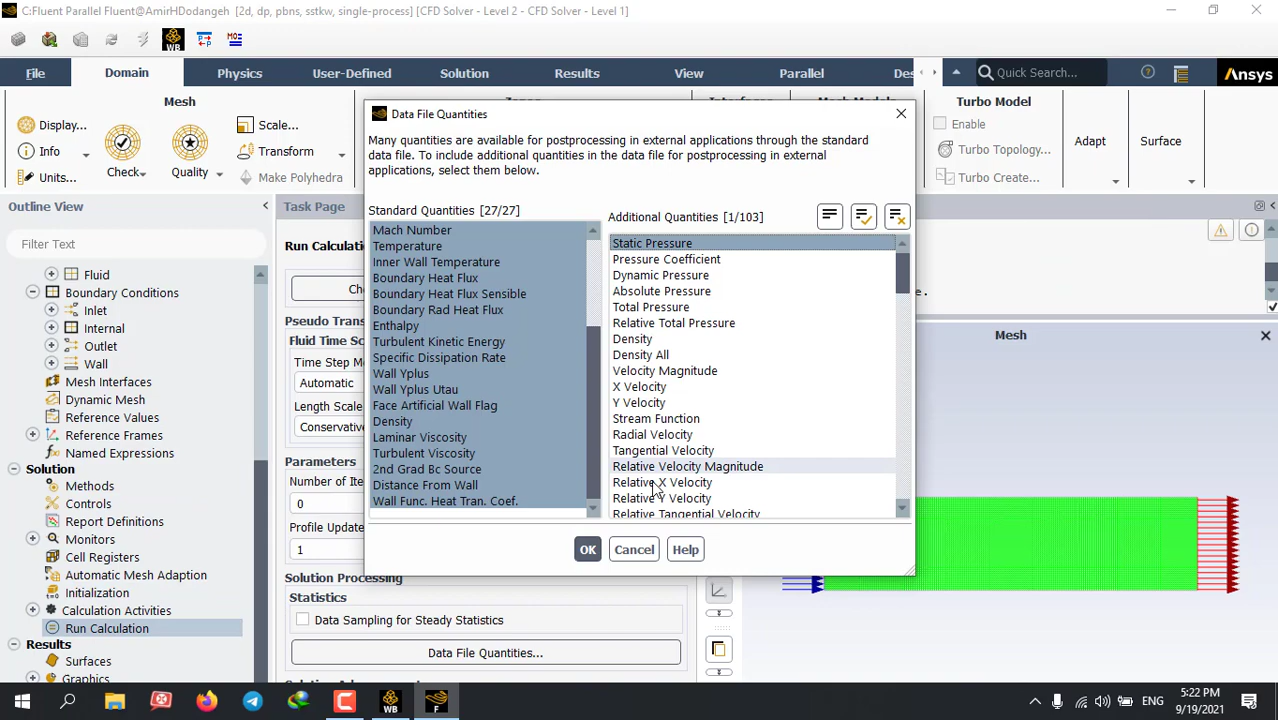 C:Fluent Parallel Fluent@AmirHDodangeh [2d, dp, pbns, sstkw, single-process] [CFD Solver - Level 2 - CFD Solver - Level 1]
WB
File
Domain
Physics
User-Defined
Solution
Results
View
Parallel
Quick Search...
Ansys
Mesh
Turbo Model
Display...
Info
Units...
Check
Quality
Scale...
Transform
Make Polyhedra
Enable
Turbo Topology...
Turbo Create...
Adapt
Surface
Outline View
Filter Text
Fluid
Boundary Conditions
Inlet
Internal
Outlet
Wall
Mesh Interfaces
Dynamic Mesh
Reference Values
Reference Frames
Named Expressions
Solution
Methods
Controls
Report Definitions
Monitors
Cell Registers
Automatic Mesh Adaption
Initialization
Calculation Activities
Run Calculation
Results
Surfaces
Graphics
Task Page
Fluid Time Sc
Time Step M
Automatic
Length Scale
Conservative
Parameters
Number of Ite
0
Profile Update
1
Solution Processing
Statistics
Data Sampling for Steady Statistics
Data File Quantities...
Data File Quantities
Many quantities are available for postprocessing in external applications through the standard
data file. To include additional quantities in the data file for postprocessing in external
applications, select them below.
Standard Quantities [27/27]
Mach Number
Temperature
Inner Wall Temperature
Boundary Heat Flux
Boundary Heat Flux Sensible
Boundary Rad Heat Flux
Enthalpy
Turbulent Kinetic Energy
Specific Dissipation Rate
Wall Yplus
Wall Yplus Utau
Face Artificial Wall Flag
Density
Laminar Viscosity
Turbulent Viscosity
2nd Grad Bc Source
Distance From Wall
Wall Func. Heat Tran. Coef.
Additional Quantities [1/103]
Static Pressure
Pressure Coefficient
Dynamic Pressure
Absolute Pressure
Total Pressure
Relative Total Pressure
Density
Density All
Velocity Magnitude
X Velocity
Y Velocity
Stream Function
Radial Velocity
Tangential Velocity
Relative Velocity Magnitude
Relative X Velocity
Relative Y Velocity
Relative Tangential Velocity
OK
Cancel
Help
Mesh
WB
F
ENG
5:22 PM
9/19/2021